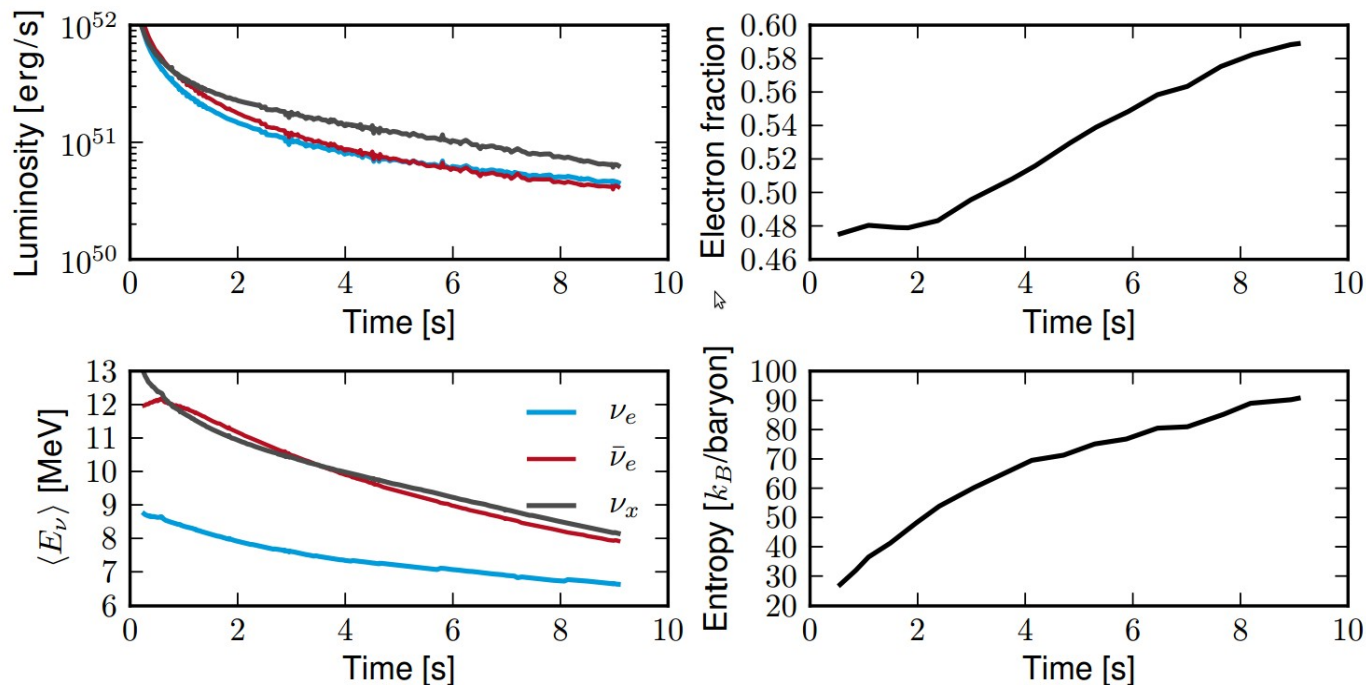 Luminosity [erg/s]
10^52
10^51
10^50
0 2 4 6 8 10
Time [s]
Electron fraction
0.60
0.58
0.56
0.54
0.52
0.50
0.48
0.46
0 2 4 6 8 10
Time [s]
⟨E_ν⟩ [MeV]
13
12
11
10
9
8
7
6
ν_e
ν̄_e
ν_x
0 2 4 6 8 10
Time [s]
Entropy [k_B/baryon]
100
90
80
70
60
50
40
30
20
0 2 4 6 8 10
Time [s]